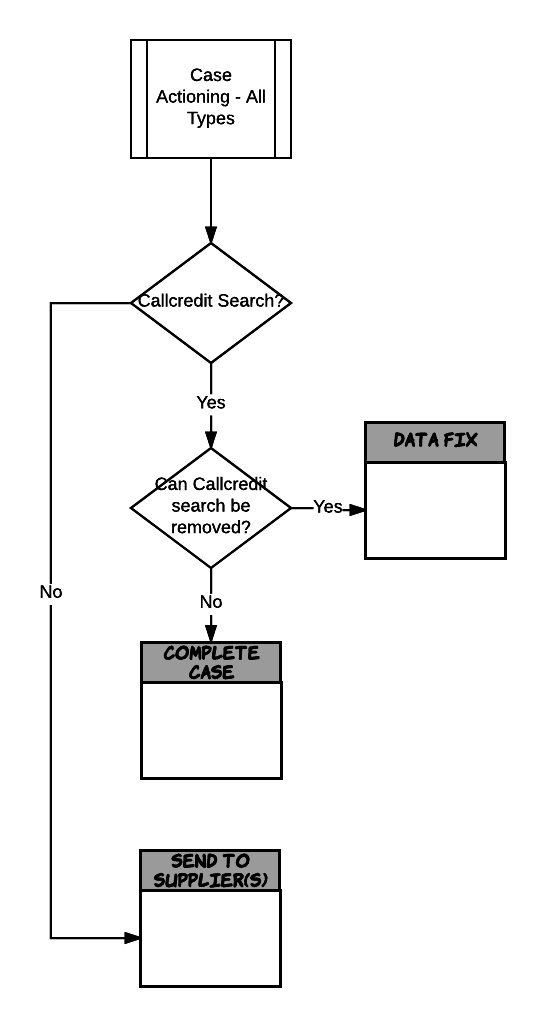 Case
Actioning - All
Types
Callcredit Search?
Yes
Can Callcredit
search be
removed?
Yes
DATA FIX
No
No
COMPLETE
CASE
SEND TO
SUPPLIER(S)